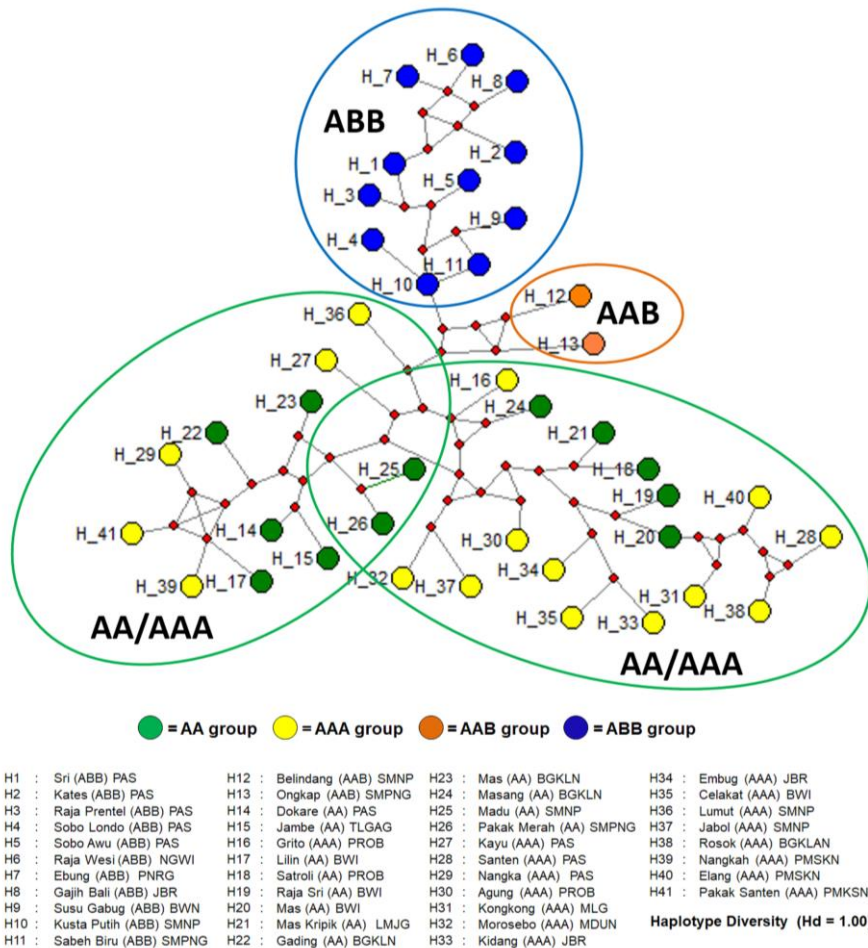 H_6
H_7
H_8
ABB
H_2
H_1
H_5
H_3
H_9
H_4
H_11
H_10
H_12
AAB
H_13
H_36
H_27
H_16
H_23
H_24
H_22
H_21
H_29
H_25
H_18
H_19
H_40
H_41
H_14
H_26
H_20
H_28
H_15
H_30
H_39
H_17
H_32
H_34
H_37
H_31
H_38
H_35
H_33
AA/AAA
AA/AAA
= AA group = AAA group = AAB group = ABB group
H1 : Sri (ABB) PAS
H2 : Kates (ABB) PAS
H3 : Raja Prentel (ABB) PAS
H4 : Sobo Londo (ABB) PAS
H5 : Sobo Awu (ABB) PAS
H6 : Raja Wesi (ABB) NGWI
H7 : Ebung (ABB) PNRG
H8 : Gajih Bali (ABB) JBR
H9 : Susu Gabug (ABB) BWN
H10 : Kusta Putih (ABB) SMNP
H11 : Sabeh Biru (ABB) SMPNG
H12 : Belindang (AAB) SMNP
H13 : Ongkap (AAB) SMPNG
H14 : Dokare (AA) PAS
H15 : Jambe (AA) TLGAG
H16 : Grito (AAA) PROB
H17 : Lilin (AA) BWI
H18 : Satroli (AA) PROB
H19 : Raja Sri (AA) BWI
H20 : Mas (AA) BWI
H21 : Mas Kripik (AA) LMJG
H22 : Gading (AA) BGKLN
H23 : Mas (AA) BGKLN
H24 : Masang (AA) BGKLN
H25 : Madu (AA) SMNP
H26 : Pakak Merah (AA) SMPNG
H27 : Kayu (AAA) PAS
H28 : Santen (AAA) PAS
H29 : Nangka (AAA) PAS
H30 : Agung (AAA) PROB
H31 : Kongkong (AAA) MLG
H32 : Morosebo (AAA) MDUN
H33 : Kidang (AAA) JBR
H34 : Embug (AAA) JBR
H35 : Celakat (AAA) BWI
H36 : Lumut (AAA) SMNP
H37 : Jabol (AAA) SMNP
H38 : Rosok (AAA) BGKLAN
H39 : Nangkah (AAA) PMSKN
H40 : Elang (AAA) PMSKN
H41 : Pakak Santen (AAA) PMKSN
Haplotype Diversity (Hd = 1.00